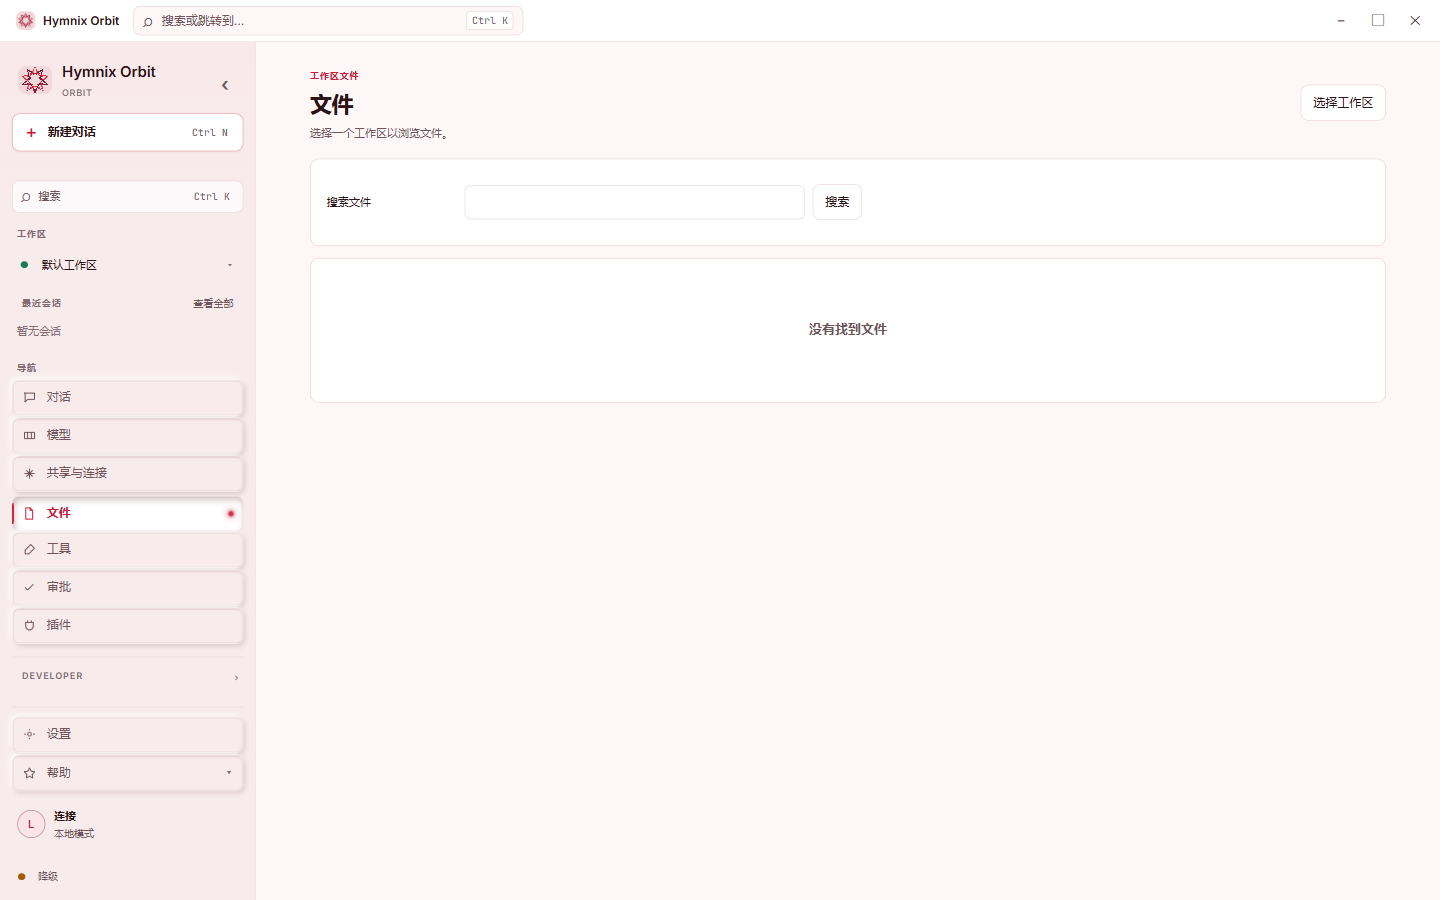 Hymnix Orbit
搜索或跳转到...
Ctrl K
Hymnix Orbit
ORBIT
新建对话
Ctrl N
搜索
Ctrl K
工作区
默认工作区
最近会话
查看全部
暂无会话
导航
对话
模型
共享与连接
文件
工具
审批
插件
DEVELOPER
设置
帮助
L
连接
本地模式
降级
工作区文件
文件
选择一个工作区以浏览文件。
选择工作区
搜索文件
搜索
没有找到文件